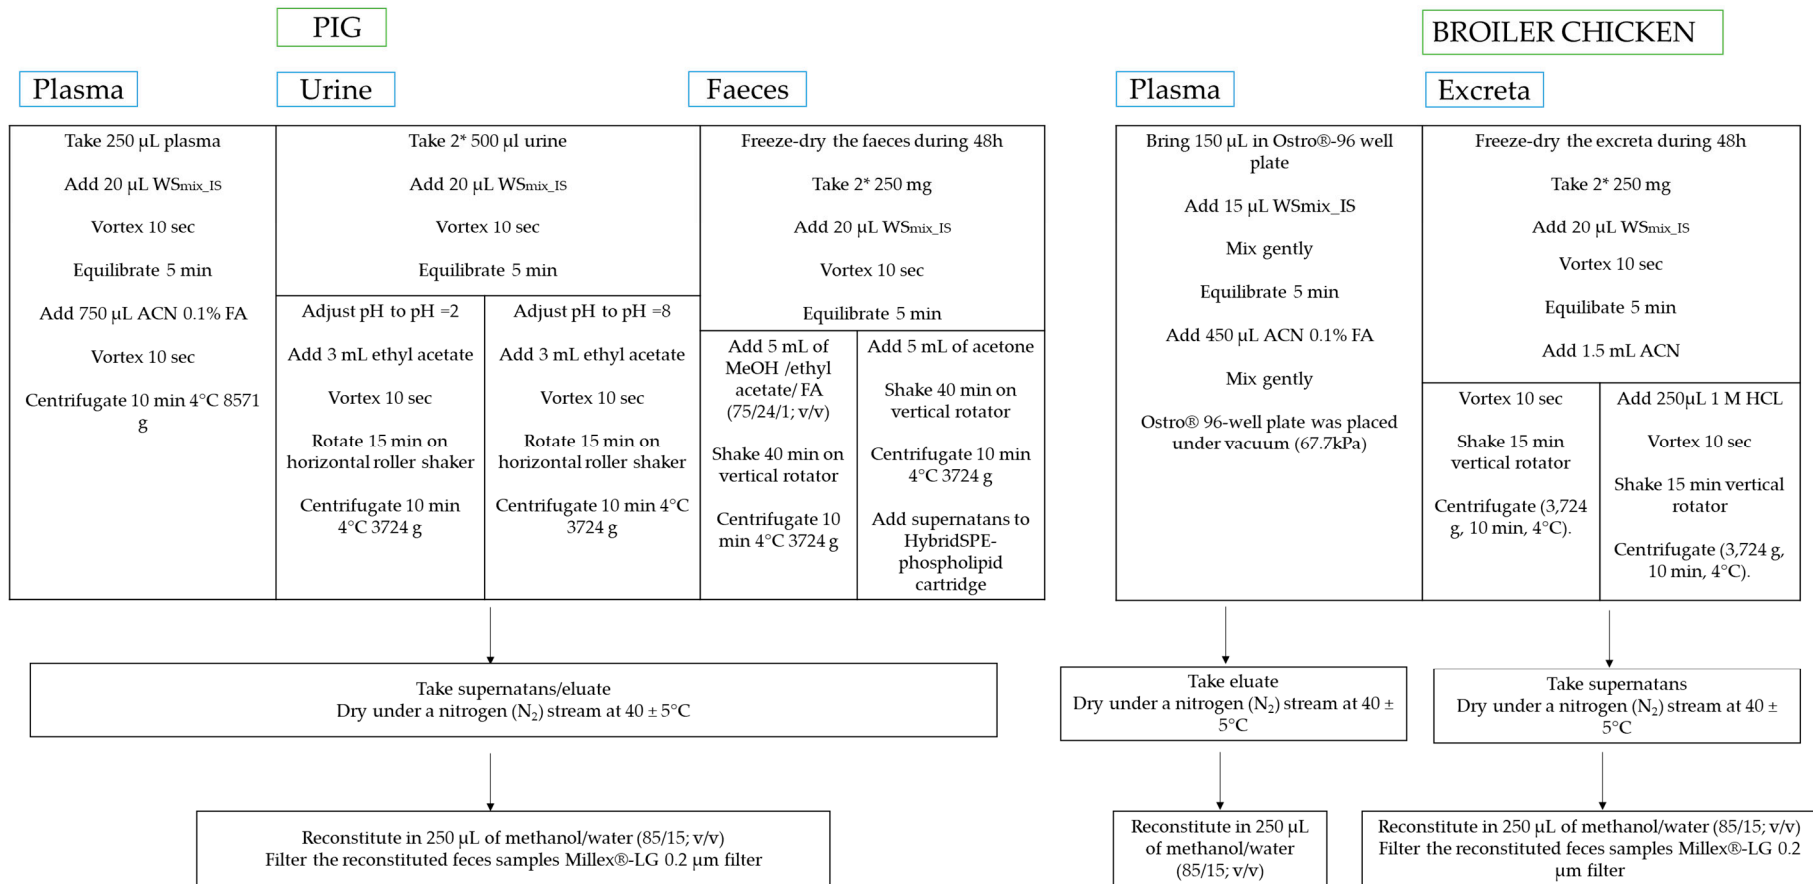 PIG
BROILER CHICKEN
Plasma
Urine
Faeces
Plasma
Excreta
Take 250 µL plasma
Add 20 µL WSmix_IS
Vortex 10 sec
Equilibrate 5 min
Add 750 µL ACN 0.1% FA
Vortex 10 sec
Centrifugate 10 min 4°C 8571
g
Take 2* 500 µl urine
Add 20 µL WSmix_IS
Vortex 10 sec
Equilibrate 5 min
Adjust pH to pH =2
Add 3 mL ethyl acetate
Vortex 10 sec
Rotate 15 min on
horizontal roller shaker
Centrifugate 10 min
4°C 3724 g
Adjust pH to pH =8
Add 3 mL ethyl acetate
Vortex 10 sec
Rotate 15 min on
horizontal roller shaker
Centrifugate 10 min 4°C
3724 g
Freeze-dry the faeces during 48h
Take 2* 250 mg
Add 20 µL WSmix_IS
Vortex 10 sec
Equilibrate 5 min
Add 5 mL of
MeOH /ethyl
acetate/ FA
(75/24/1; v/v)
Shake 40 min on
vertical rotator
Centrifugate 10
min 4°C 3724 g
Add 5 mL of acetone
Shake 40 min on
vertical rotator
Centrifugate 10 min
4°C 3724 g
Add supernatans to
HybridSPE-
phospholipid
cartridge
Bring 150 µL in Ostro®-96 well
plate
Add 15 µL WSmix_IS
Mix gently
Equilibrate 5 min
Add 450 µL ACN 0.1% FA
Mix gently
Ostro® 96-well plate was placed
under vacuum (67.7kPa)
Freeze-dry the excreta during 48h
Take 2* 250 mg
Add 20 µL WSmix_IS
Vortex 10 sec
Equilibate 5 min
Add 1.5 mL ACN
Vortex 10 sec
Shake 15 min
vertical rotator
Centrifugate (3,724
g, 10 min, 4°C).
Add 250µL 1 M HCL
Vortex 10 sec
Shake 15 min vertical
rotator
Centrifugate (3,724 g,
10 min, 4°C).
Take supernatans/eluate
Dry under a nitrogen (N₂) stream at 40 ± 5°C
Take eluate
Dry under a nitrogen (N₂) stream at 40 ±
5°C
Take supernatans
Dry under a nitrogen (N₂) stream at 40 ±
5°C
Reconstitute in 250 µL of methanol/water (85/15; v/v)
Filter the reconstituted feces samples Millex®-LG 0.2 µm filter
Reconstitute in 250 µL
of methanol/water
(85/15; v/v)
Reconstitute in 250 µL of methanol/water (85/15; v/v)
Filter the reconstituted feces samples Millex®-LG 0.2
µm filter